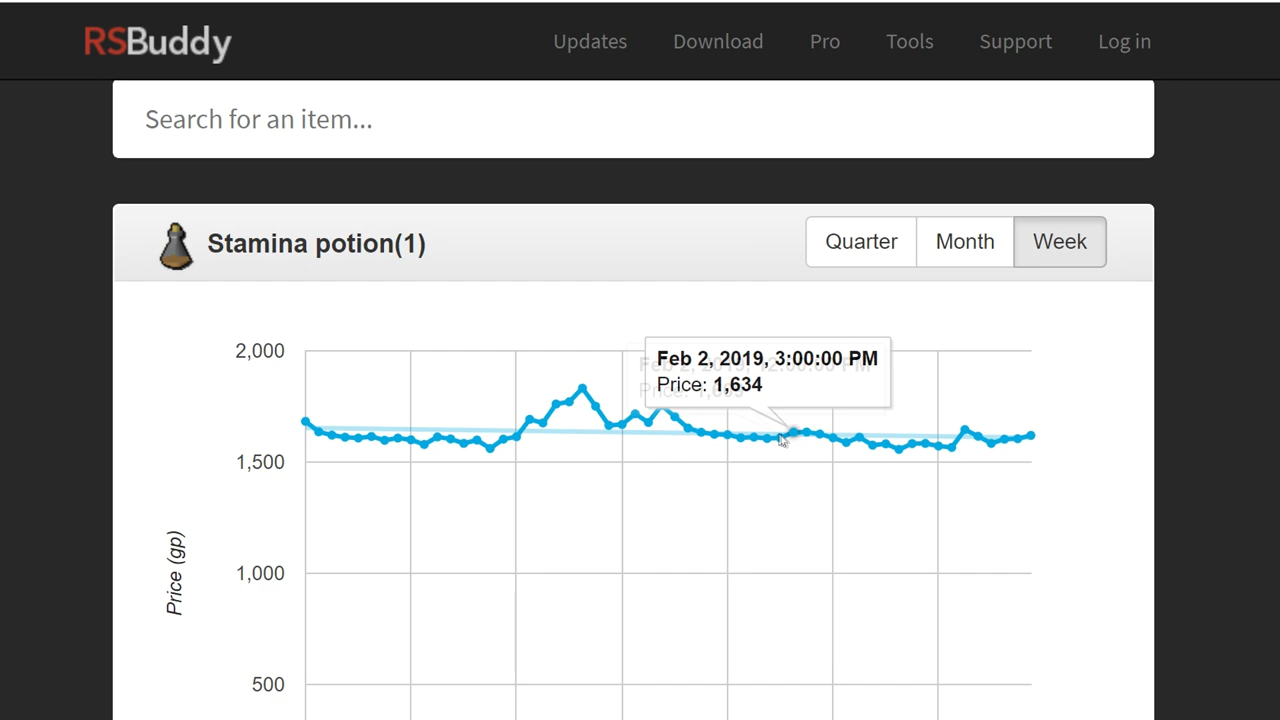 RSBuddy
Updates Download Pro Tools Support Log in
Search for an item...
Stamina potion(1)
Quarter Month Week
Feb 2, 2019, 3:00:00 PM
Price: 1,634
2,000
1,500
1,000
500
Price (gp)